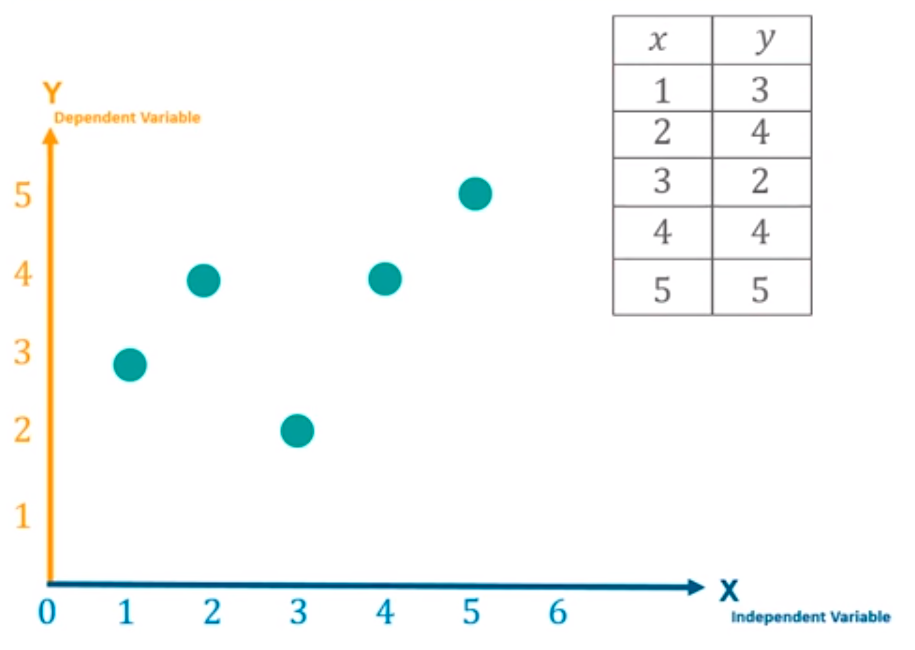 Y
Dependent Variable
5
4
3
2
1
0 1 2 3 4 5 6
X
Independent Variable
x y
1 3
2 4
3 2
4 4
5 5